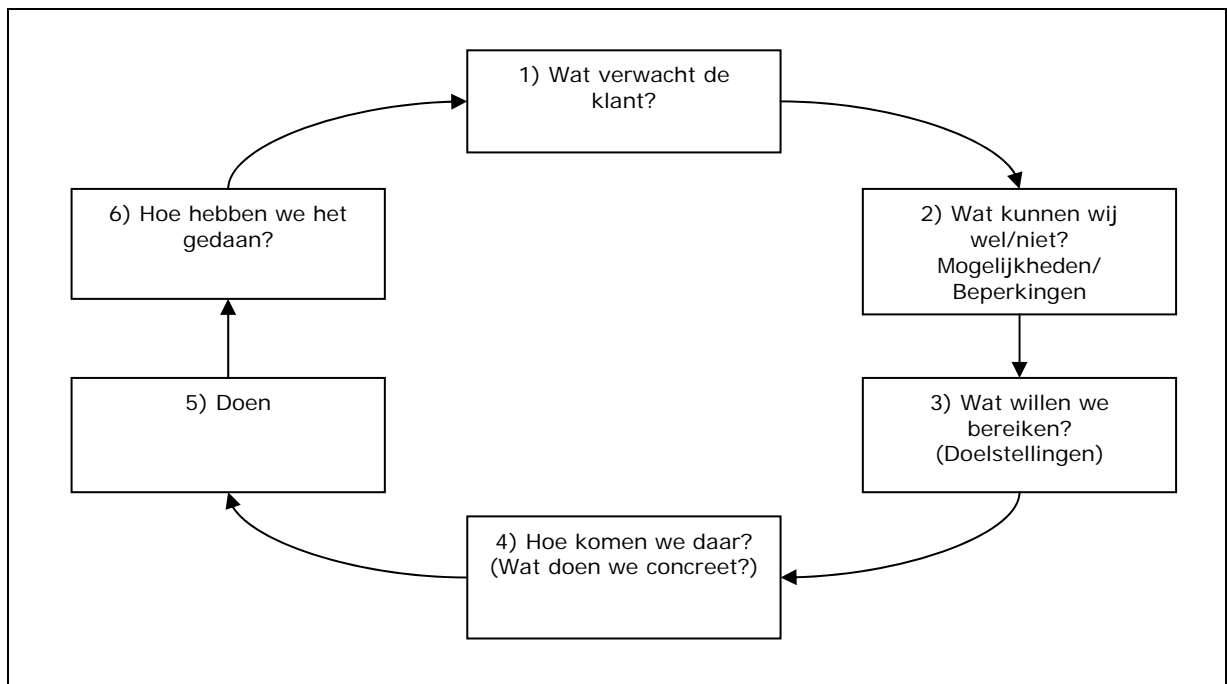 1) Wat verwacht de
klant?
2) Wat kunnen wij
wel/niet?
Mogelijkheden/
Beperkingen
3) Wat willen we
bereiken?
(Doelstellingen)
4) Hoe komen we daar?
(Wat doen we concreet?)
5) Doen
6) Hoe hebben we het
gedaan?